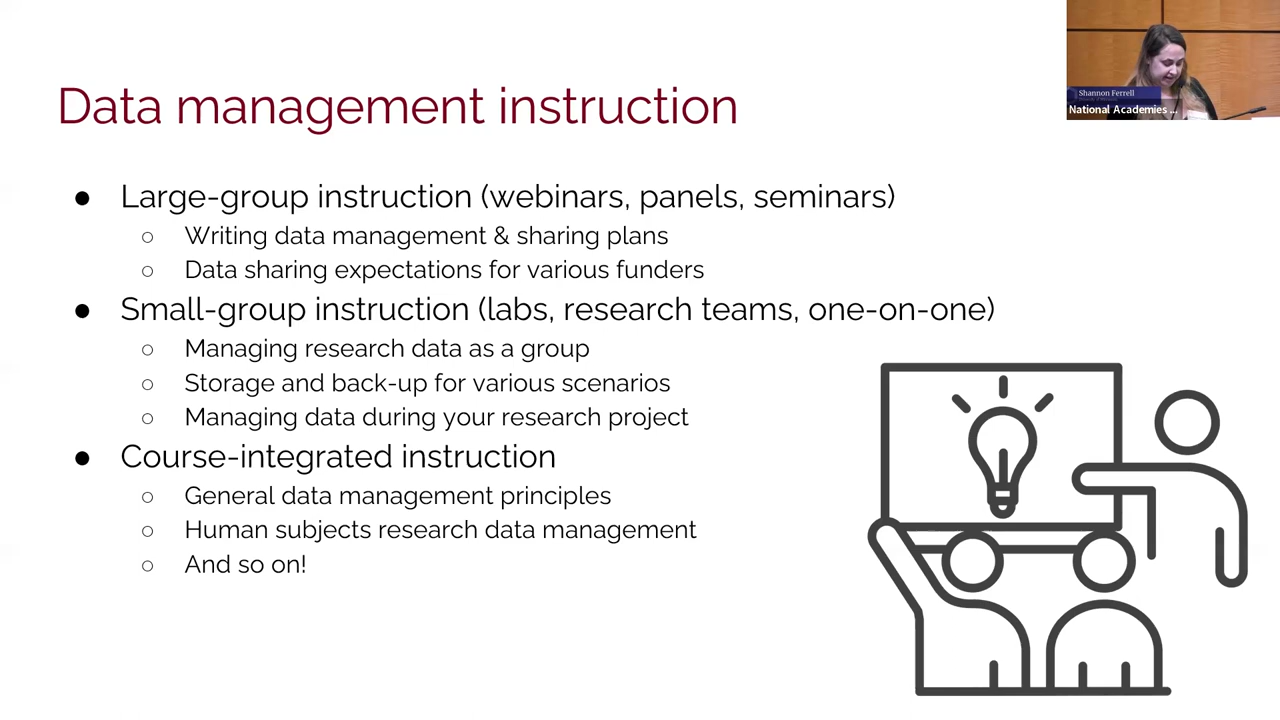 Data management instruction
Shannon Ferrell
National Academies ...
● Large-group instruction (webinars, panels, seminars)
○ Writing data management & sharing plans
○ Data sharing expectations for various funders
● Small-group instruction (labs, research teams, one-on-one)
○ Managing research data as a group
○ Storage and back-up for various scenarios
○ Managing data during your research project
● Course-integrated instruction
○ General data management principles
○ Human subjects research data management
○ And so on!